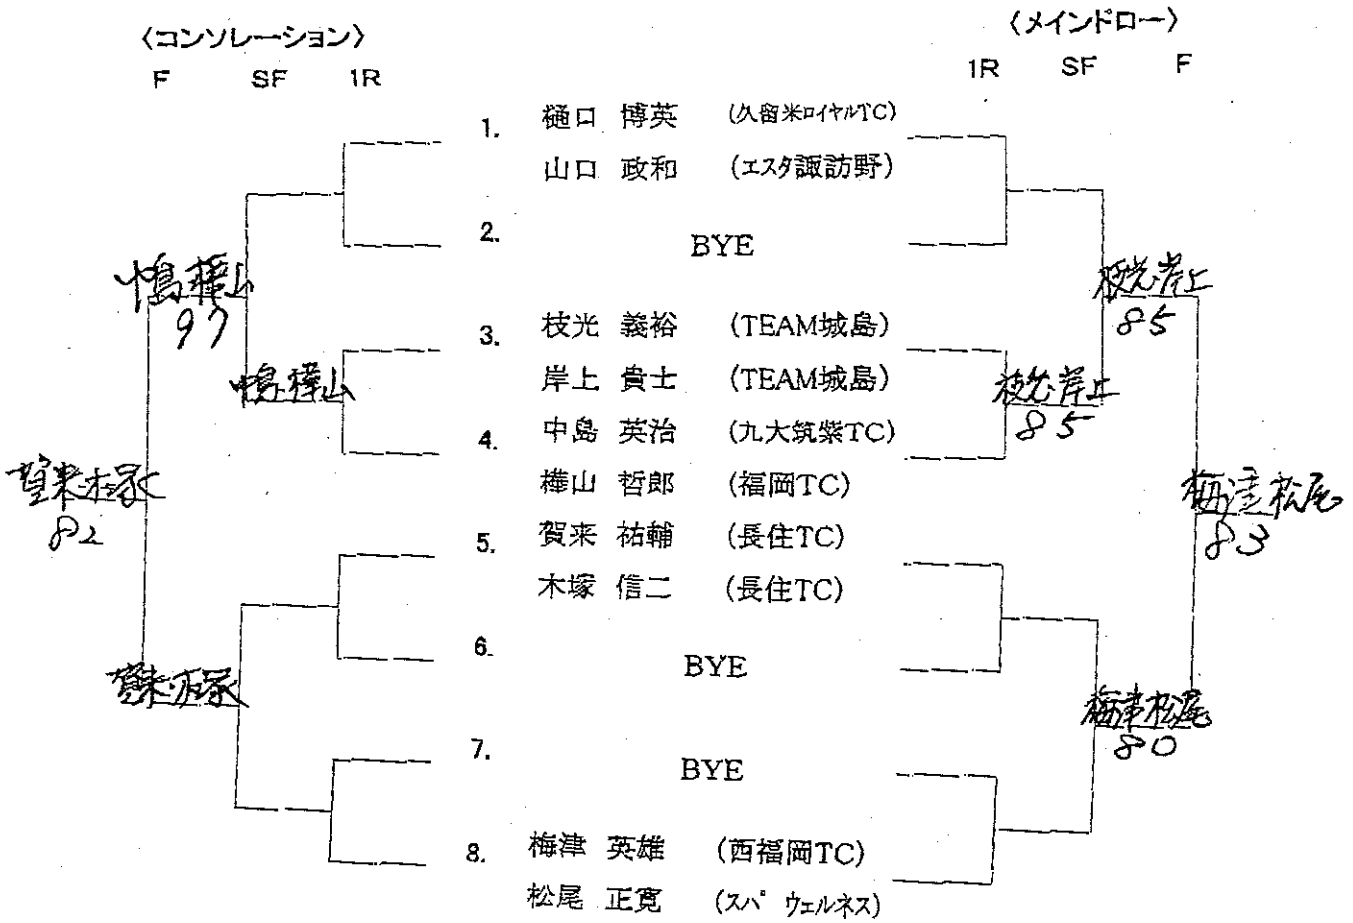 〈コンソレーション〉 〈メインドロー〉
F SF 1R 1R SF F
1. 樋口 博英 (久留米ロイヤルTC)
山口 政和 (エスタ諏訪野)
2. BYE
中島 樺山 枝光・岸上
97 85
3. 枝光 義裕 (TEAM城島)
岸上 貴士 (TEAM城島)
中島 樺山 枝光・岸上
85
4. 中島 英治 (九大筑紫TC)
樺山 哲郎 (福岡TC)
賀来・木塚 梅津 松尾
82 83
5. 賀来 祐輔 (長住TC)
木塚 信二 (長住TC)
6. BYE
賀来・木塚 梅津 松尾
80
7. BYE
8. 梅津 英雄 (西福岡TC)
松尾 正寛 (スパ ウェルネス)